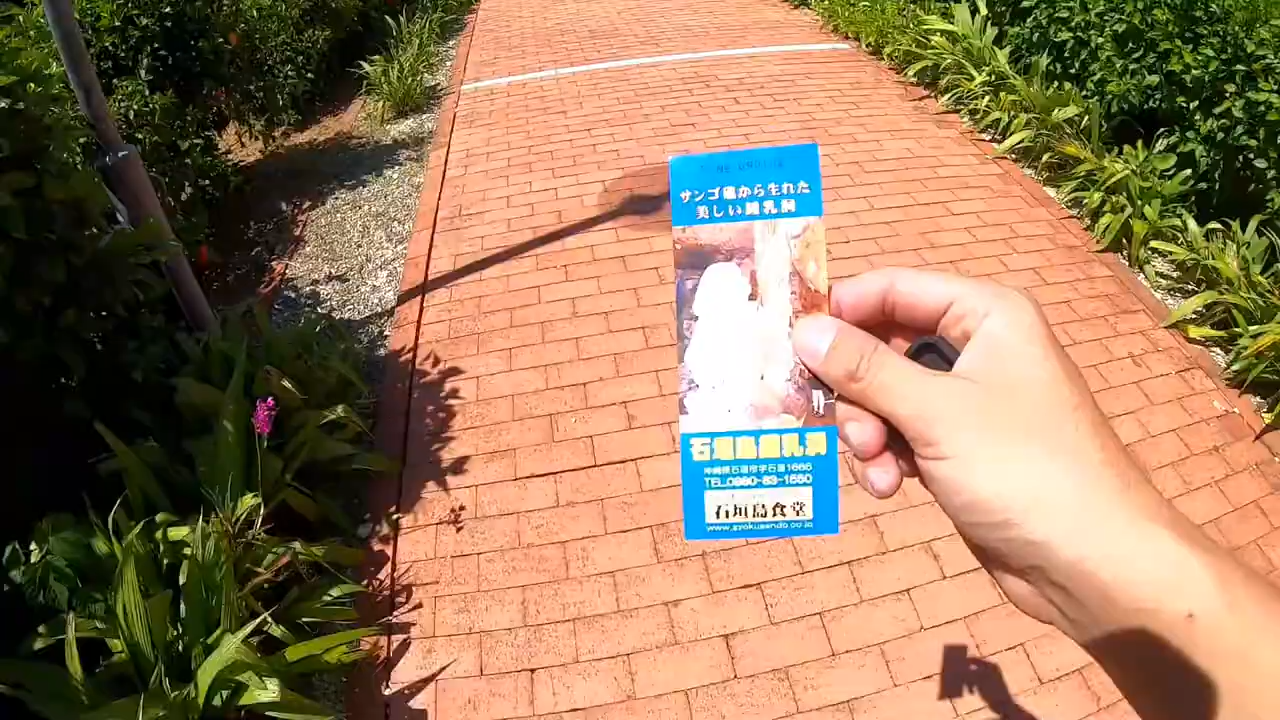 サンゴ礁から生れた
美しい鍾乳洞
石垣島鍾乳洞
沖縄県石垣市字石垣1666
TEL.0980-83-1550
石垣島食堂
www.gyokusendo.co.jp